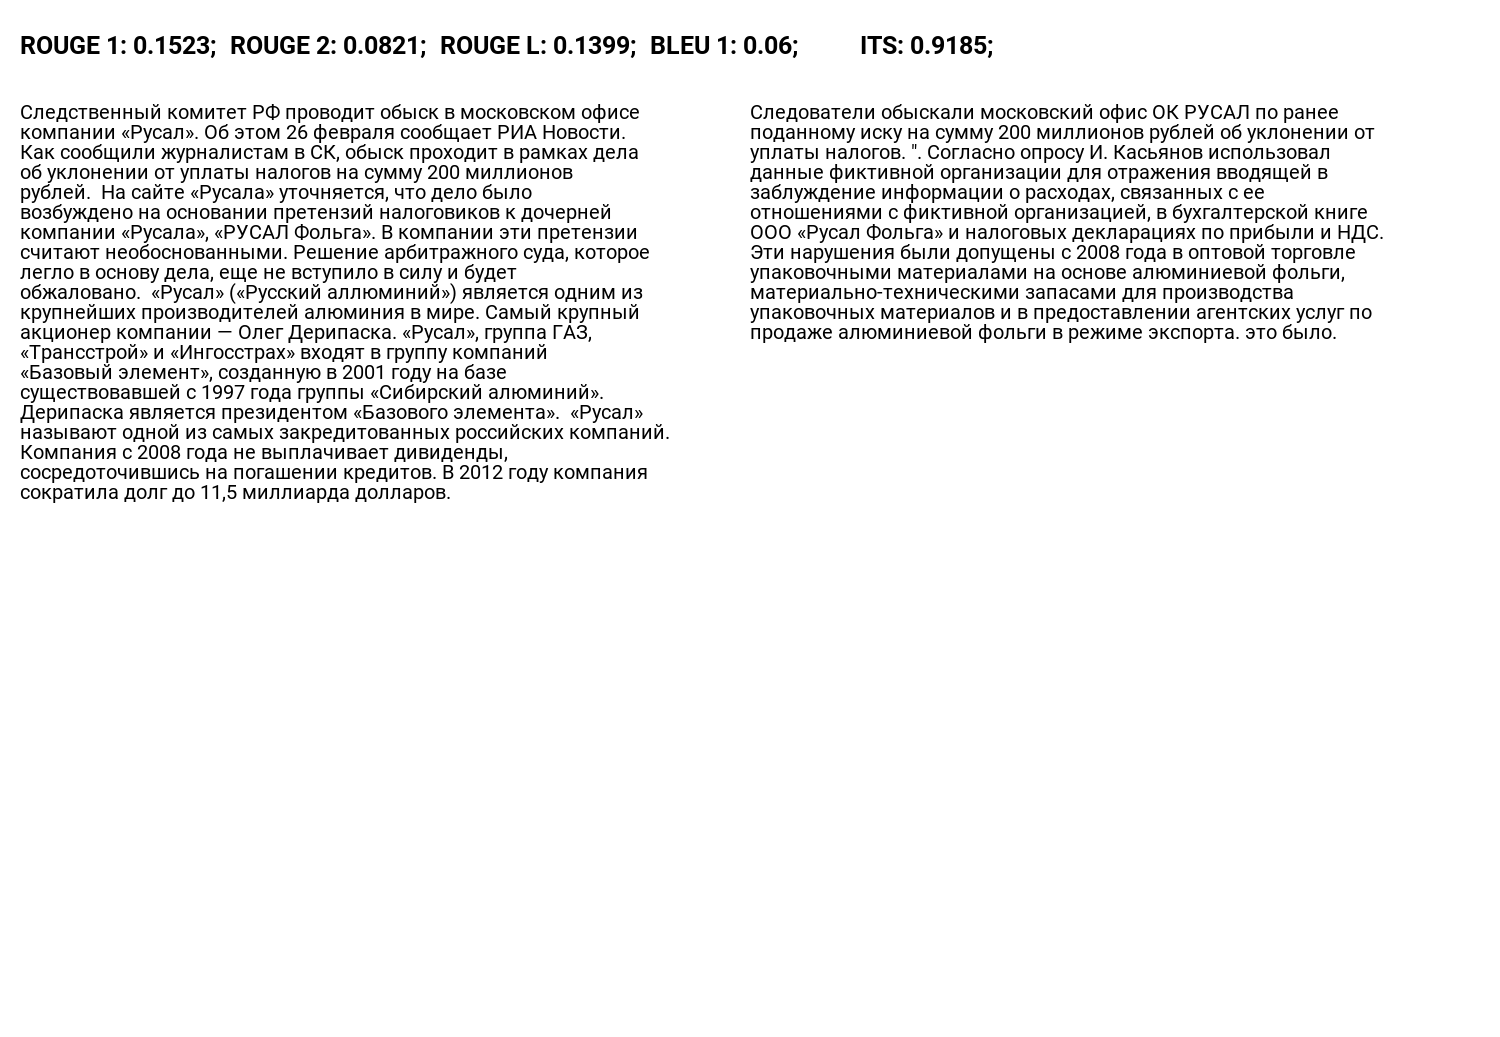 ROUGE 1: 0.1523;  ROUGE 2: 0.0821;  ROUGE L: 0.1399;  BLEU 1: 0.06;  ITS: 0.9185;
Следственный комитет РФ проводит обыск в московском офисе
компании «Русал». Об этом 26 февраля сообщает РИА Новости.
Как сообщили журналистам в СК, обыск проходит в рамках дела
об уклонении от уплаты налогов на сумму 200 миллионов
рублей.  На сайте «Русала» уточняется, что дело было
возбуждено на основании претензий налоговиков к дочерней
компании «Русала», «РУСАЛ Фольга». В компании эти претензии
считают необоснованными. Решение арбитражного суда, которое
легло в основу дела, еще не вступило в силу и будет
обжаловано.  «Русал» («Русский аллюминий») является одним из
крупнейших производителей алюминия в мире. Самый крупный
акционер компании — Олег Дерипаска. «Русал», группа ГАЗ,
«Трансстрой» и «Ингосстрах» входят в группу компаний
«Базовый элемент», созданную в 2001 году на базе
существовавшей с 1997 года группы «Сибирский алюминий».
Дерипаска является президентом «Базового элемента».  «Русал»
называют одной из самых закредитованных российских компаний.
Компания с 2008 года не выплачивает дивиденды,
сосредоточившись на погашении кредитов. В 2012 году компания
сократила долг до 11,5 миллиарда долларов.
Следователи обыскали московский офис ОК РУСАЛ по ранее
поданному иску на сумму 200 миллионов рублей об уклонении от
уплаты налогов. ". Согласно опросу И. Касьянов использовал
данные фиктивной организации для отражения вводящей в
заблуждение информации о расходах, связанных с ее
отношениями с фиктивной организацией, в бухгалтерской книге
ООО «Русал Фольга» и налоговых декларациях по прибыли и НДС.
Эти нарушения были допущены с 2008 года в оптовой торговле
упаковочными материалами на основе алюминиевой фольги,
материально-техническими запасами для производства
упаковочных материалов и в предоставлении агентских услуг по
продаже алюминиевой фольги в режиме экспорта. это было.